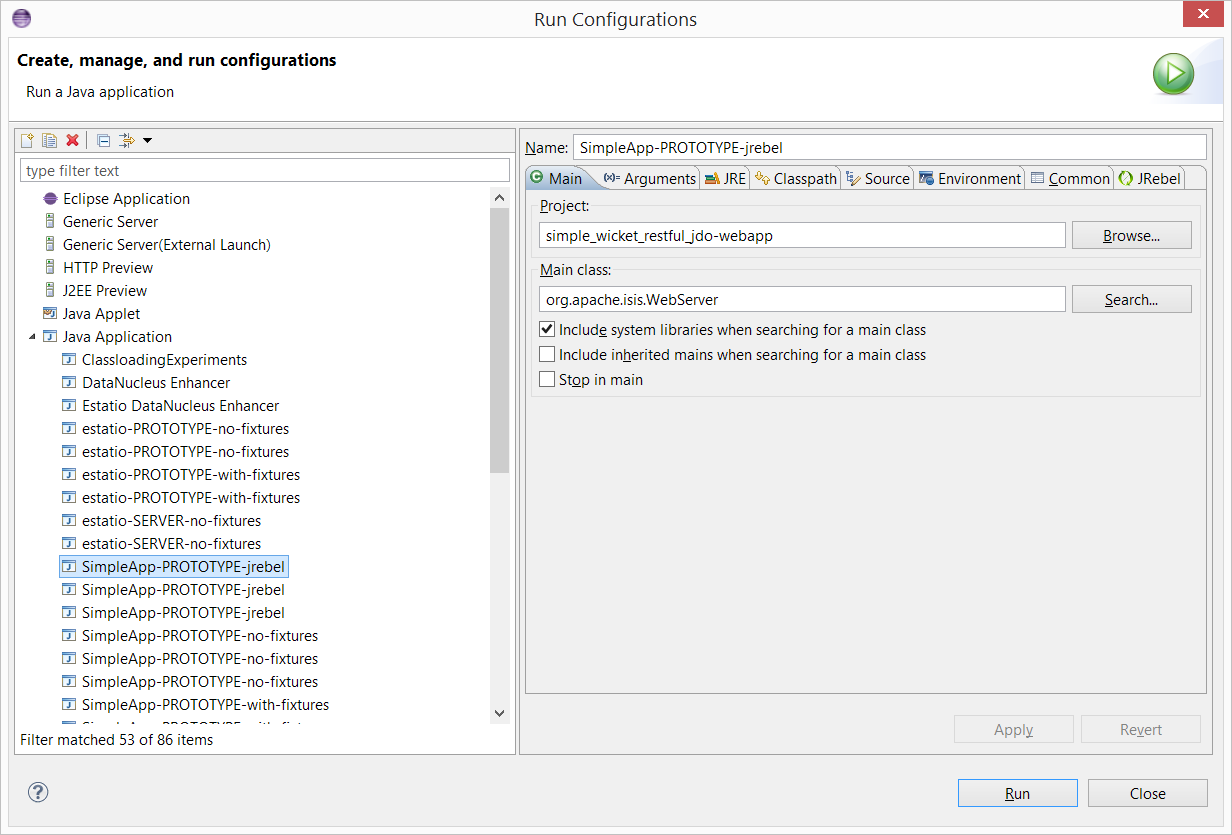 Run Configurations
Create, manage, and run configurations
Run a Java application
type filter text
Eclipse Application
Generic Server
Generic Server(External Launch)
HTTP Preview
J2EE Preview
Java Applet
Java Application
ClassloadingExperiments
DataNucleus Enhancer
Estatio DataNucleus Enhancer
estatio-PROTOTYPE-no-fixtures
estatio-PROTOTYPE-no-fixtures
estatio-PROTOTYPE-with-fixtures
estatio-PROTOTYPE-with-fixtures
estatio-SERVER-no-fixtures
estatio-SERVER-no-fixtures
SimpleApp-PROTOTYPE-jrebel
SimpleApp-PROTOTYPE-jrebel
SimpleApp-PROTOTYPE-jrebel
SimpleApp-PROTOTYPE-no-fixtures
SimpleApp-PROTOTYPE-no-fixtures
SimpleApp-PROTOTYPE-no-fixtures
SimpleApp-PROTOTYPE-with-fixtures
Filter matched 53 of 86 items
Name: SimpleApp-PROTOTYPE-jrebel
Main Arguments JRE Classpath Source Environment Common JRebel
Project:
simple_wicket_restful_jdo-webapp Browse...
Main class:
org.apache.isis.WebServer Search...
Include system libraries when searching for a main class
Include inherited mains when searching for a main class
Stop in main
Apply Revert
Run Close